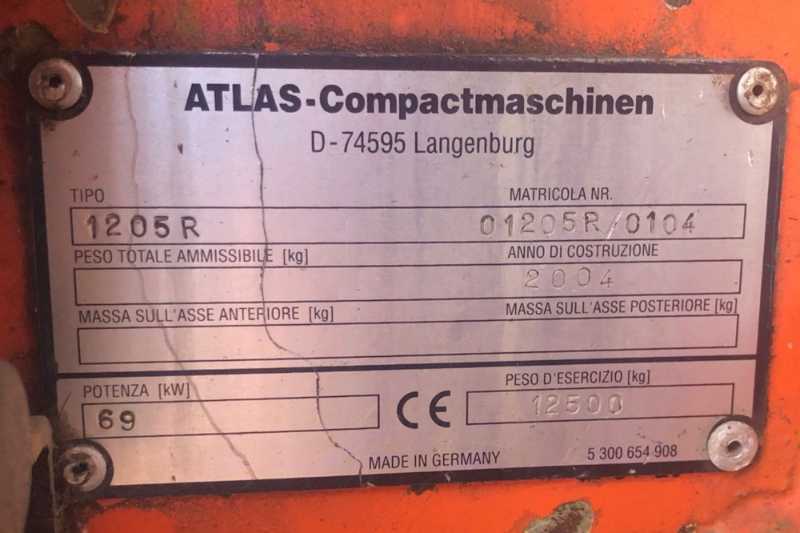 ATLAS-Compactmaschinen
D-74595 Langenburg
TIPO MATRICOLA NR.
1205R 01205R/0104
PESO TOTALE AMMISSIBILE [kg] ANNO DI COSTRUZIONE
2004
MASSA SULL'ASSE ANTERIORE [kg] MASSA SULL'ASSE POSTERIORE [kg]
POTENZA [kW] PESO D'ESERCIZIO [kg]
69 CE 12500
MADE IN GERMANY 5 300 654 908